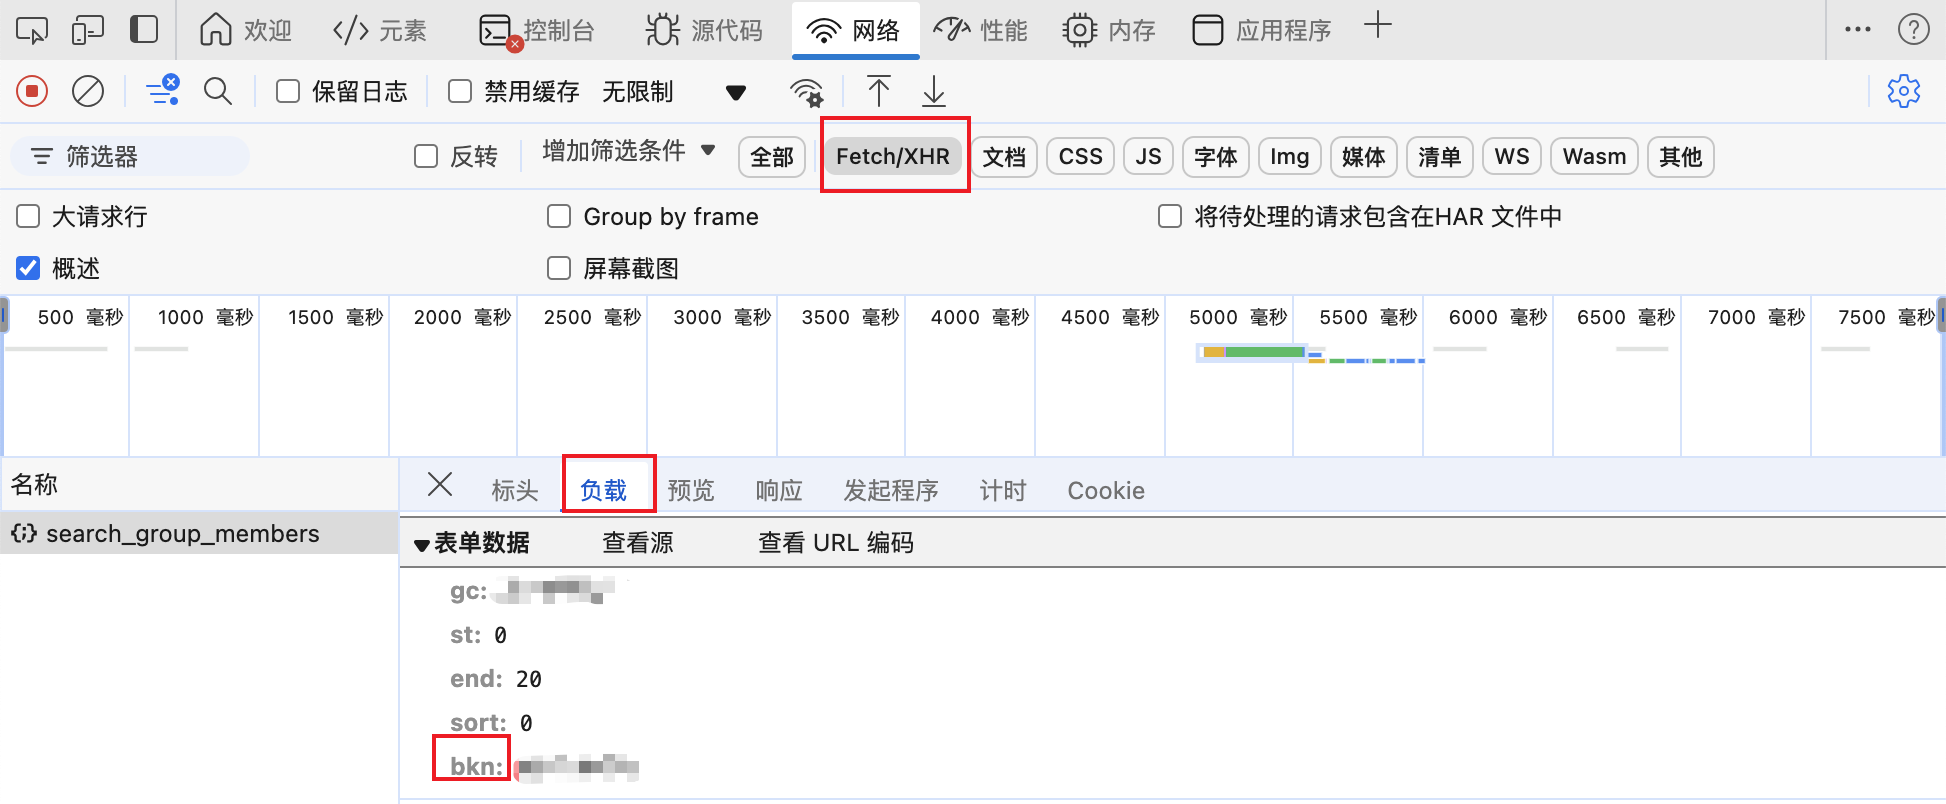 欢迎 元素 控制台 源代码 网络 性能 内存 应用程序
保留日志 禁用缓存 无限制
筛选器 反转 增加筛选条件 全部 Fetch/XHR 文档 CSS JS 字体 Img 媒体 清单 WS Wasm 其他
大请求行 Group by frame 将待处理的请求包含在HAR 文件中
概述 屏幕截图
500 毫秒 1000 毫秒 1500 毫秒 2000 毫秒 2500 毫秒 3000 毫秒 3500 毫秒 4000 毫秒 4500 毫秒 5000 毫秒 5500 毫秒 6000 毫秒 6500 毫秒 7000 毫秒 7500 毫秒
名称 标头 负载 预览 响应 发起程序 计时 Cookie
search_group_members 表单数据 查看源 查看 URL 编码
gc:
st: 0
end: 20
sort: 0
bkn: